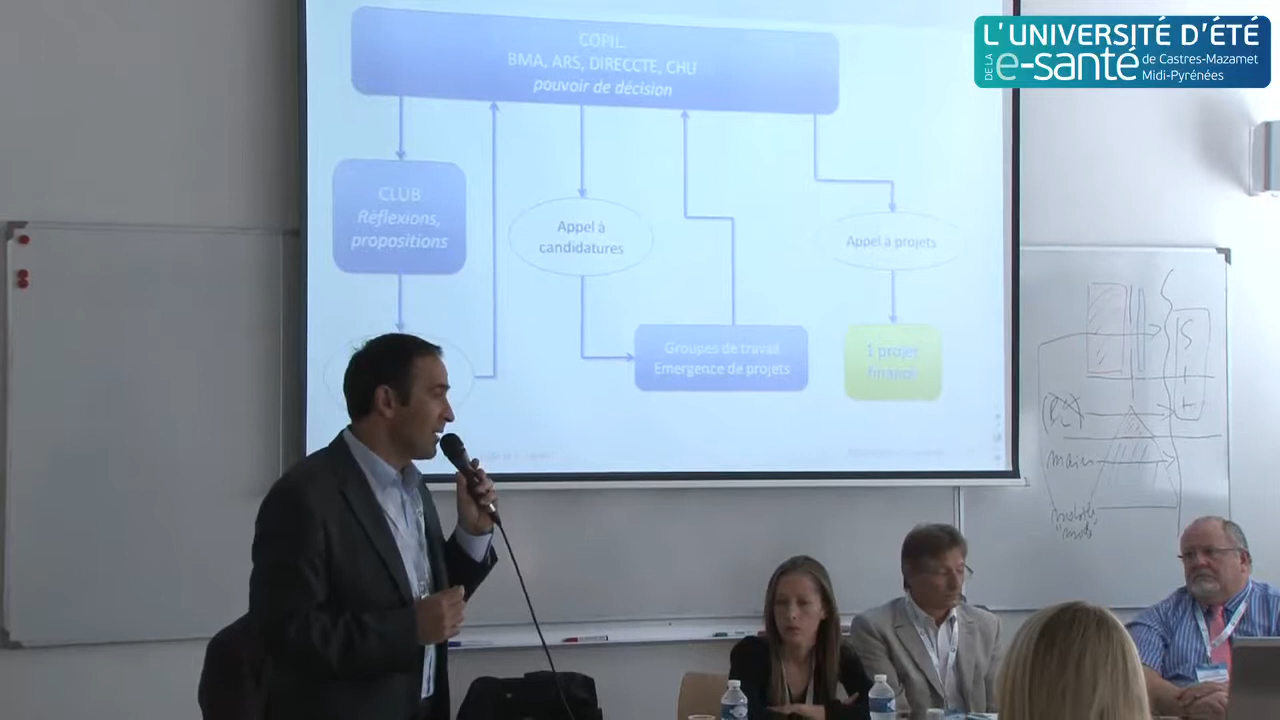 L'UNIVERSITÉ D'ÉTÉ
DE LA e-santé de Castres-Mazamet
Midi-Pyrénées
COPIL
BMA, ARS, DIRECCTE, CHU
pouvoir de décision
CLUB
Réflexions,
propositions
Appel à
candidatures
Appel à projets
Groupes de travail
Emergence de projets
1 projet
financé